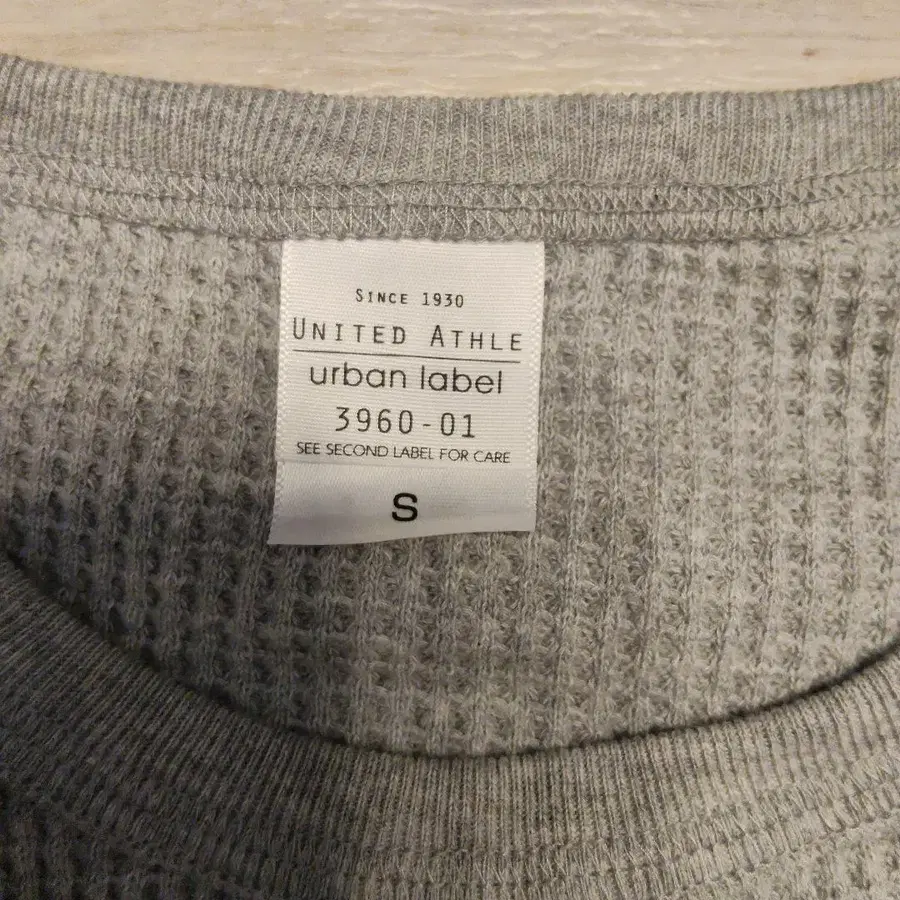 SINCE 1930
UNITED ATHLE
urban label
3960-01
SEE SECOND LABEL FOR CARE
S